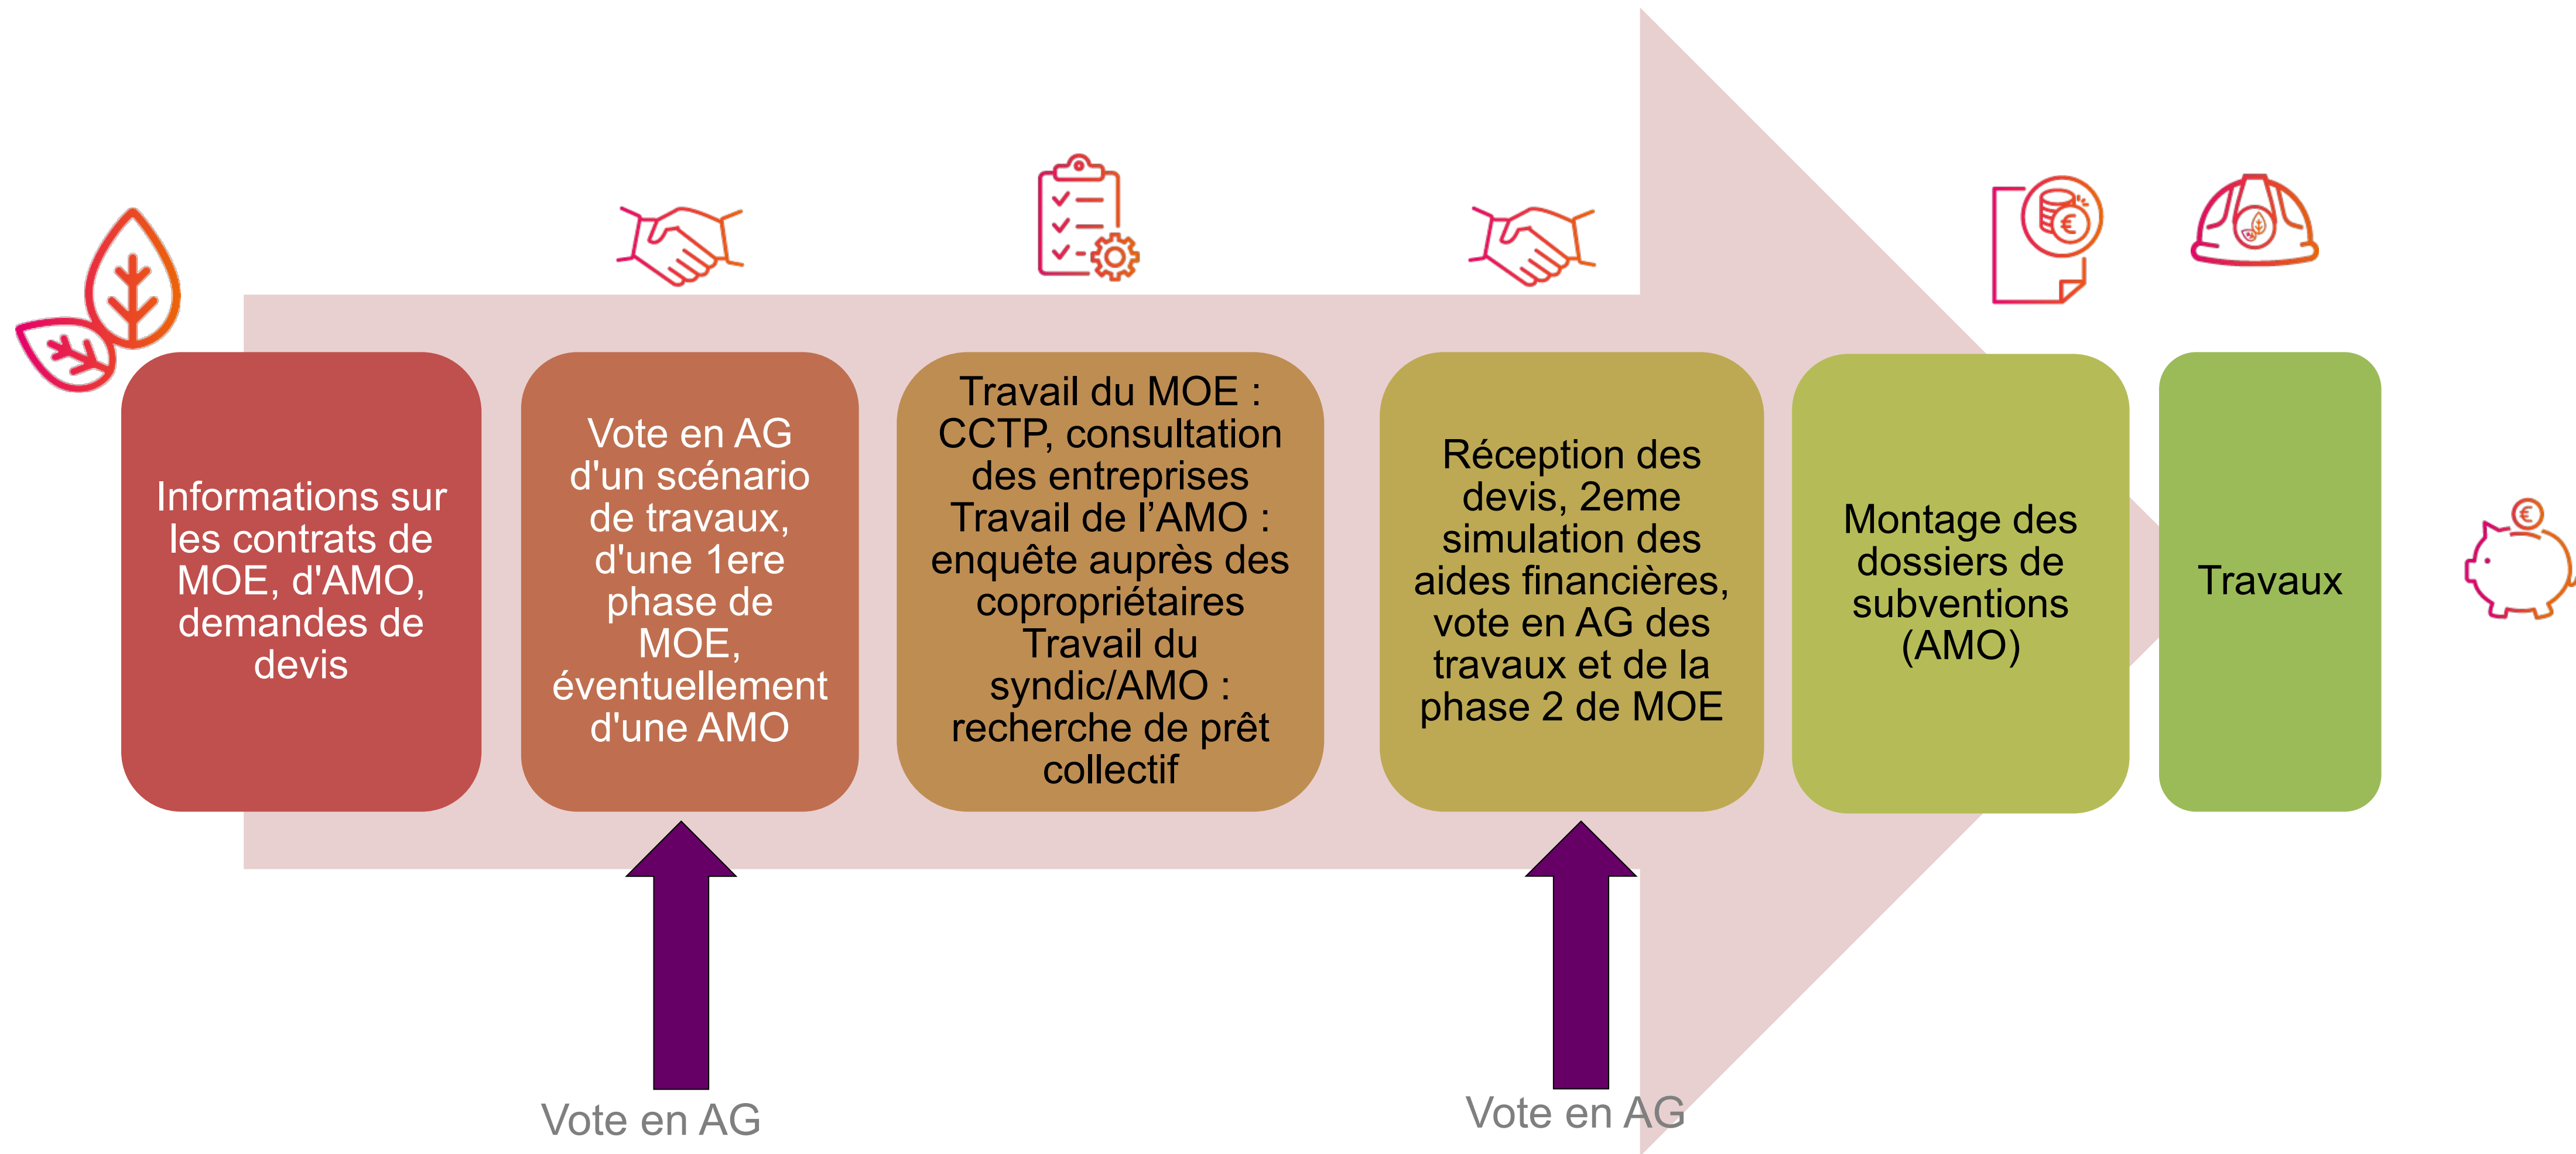 Informations sur
les contrats de
MOE, d'AMO,
demandes de
devis
Vote en AG
d'un scénario
de travaux,
d'une 1ere
phase de
MOE,
éventuellement
d'une AMO
Travail du MOE :
CCTP, consultation
des entreprises
Travail de l’AMO :
enquête auprès des
copropriétaires
Travail du
syndic/AMO :
recherche de prêt
collectif
Réception des
devis, 2eme
simulation des
aides financières,
vote en AG des
travaux et de la
phase 2 de MOE
Montage des
dossiers de
subventions
(AMO)
Travaux
Vote en AG
Vote en AG